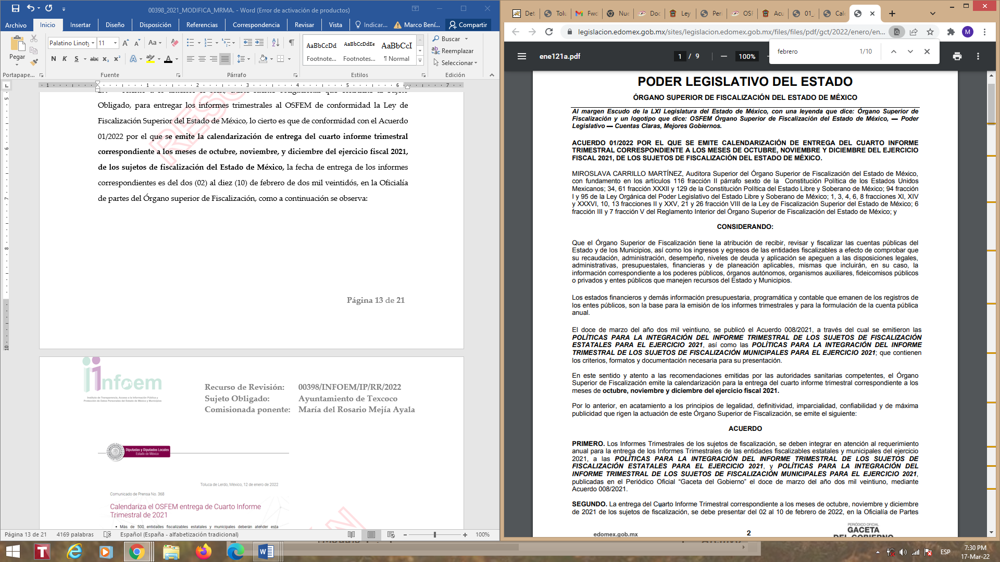 00398_2021_MODIFICA_MRMA. - Word (Error de activación de productos)
Archivo Inicio Insertar Diseño Disposición Referencias Correspondencia Revisar Vista Indicar... Marco Bení... Compartir
Pegar
Palatino Linoty 11
Aa
N K S abc x₂ x²
AaBbCcDd AaBbCcDdEe AaBbCcI
Footnote... Footnotes... ¶ Normal
Buscar
Reemplazar
Seleccionar
Portapape... Fuente Párrafo Estilos Edición
Obligado, para entregar los informes trimestrales al OSFEM de conformidad la Ley de
Fiscalización Superior del Estado de México, lo cierto es que de conformidad con el Acuerdo
01/2022 por el que se emite la calendarización de entrega del cuarto informe trimestral
correspondiente a los meses de octubre, noviembre, y diciembre del ejercicio fiscal 2021,
de los sujetos de fiscalización del Estado de México, la fecha de entrega de los informes
correspondientes es del dos (02) al diez (10) de febrero de dos mil veintidós, en la Oficialía
de partes del Órgano superior de Fiscalización, como a continuación se observa:
Página 13 de 21
infoem
Instituto de Transparencia, Acceso a la Información Pública y
Protección de Datos Personales del Estado de México y Municipios
Recurso de Revisión: 00398/INFOEM/IP/RR/2022
Sujeto Obligado: Ayuntamiento de Texcoco
Comisionada ponente: María del Rosario Mejía Ayala
Diputadas y Diputados Locales
Estado de México
Toluca de Lerdo, México, 12 de enero de 2022
Comunicado de Prensa No. 368
Calendariza el OSFEM entrega de Cuarto Informe
Trimestral de 2021
• Más de 500 entidades fiscalizables estatales y municipales deberán atender esta
Página 13 de 21 4169 palabras Español (España - alfabetización tradicional) 100%
Det Tolu Fwc Nue Doc Ley Peri OSF Acu 01_ Cale
legislacion.edomex.gob.mx/sites/legislacion.edomex.gob.mx/files/files/pdf/gct/2022/enero/en...
M
febrero 1/10
ene121a.pdf 1 / 9 100%
PODER LEGISLATIVO DEL ESTADO
ÓRGANO SUPERIOR DE FISCALIZACIÓN DEL ESTADO DE MÉXICO
Al margen Escudo de la LXI Legislatura del Estado de México, con una leyenda que dice: Órgano Superior de
Fiscalización y un logotipo que dice: OSFEM Órgano Superior de Fiscalización del Estado de México, — Poder
Legislativo — Cuentas Claras, Mejores Gobiernos.
ACUERDO 01/2022 POR EL QUE SE EMITE CALENDARIZACIÓN DE ENTREGA DEL CUARTO INFORME
TRIMESTRAL CORRESPONDIENTE A LOS MESES DE OCTUBRE, NOVIEMBRE Y DICIEMBRE DEL EJERCICIO
FISCAL 2021, DE LOS SUJETOS DE FISCALIZACIÓN DEL ESTADO DE MÉXICO.
MIROSLAVA CARRILLO MARTÍNEZ, Auditora Superior del Órgano Superior de Fiscalización del Estado de México,
con fundamento en los artículos 116 fracción II párrafo sexto de la Constitución Política de los Estados Unidos
Mexicanos; 34, 61 fracción XXXII y 129 de la Constitución Política del Estado Libre y Soberano de México; 94 fracción
I y 95 de la Ley Orgánica del Poder Legislativo del Estado Libre y Soberano de México; 1, 3, 4, 6, 8 fracciones XI, XIV
y XXXVI, 10, 13 fracciones II y XXV, 21 y 26 fracción VIII de la Ley de Fiscalización Superior del Estado de México; 6
fracción III y 7 fracción V del Reglamento Interior del Órgano Superior de Fiscalización del Estado de México; y
CONSIDERANDO:
Que el Órgano Superior de Fiscalización tiene la atribución de recibir, revisar y fiscalizar las cuentas públicas del
Estado y de los Municipios, así como los ingresos y egresos de las entidades fiscalizables a efecto de comprobar que
su recaudación, administración, desempeño, niveles de deuda y aplicación se apeguen a las disposiciones legales,
administrativas, presupuestales, financieras y de planeación aplicables, mismas que incluirán, en su caso, la
información correspondiente a los poderes públicos, órganos autónomos, organismos auxiliares, fideicomisos públicos
o privados y entes públicos que manejen recursos del Estado y Municipios.
Los estados financieros y demás información presupuestaria, programática y contable que emanen de los registros de
los entes públicos, son la base para la emisión de los informes trimestrales y para la formulación de la cuenta pública
anual.
El doce de marzo del año dos mil veintiuno, se publicó el Acuerdo 008/2021, a través del cual se emitieron las
POLÍTICAS PARA LA INTEGRACIÓN DEL INFORME TRIMESTRAL DE LOS SUJETOS DE FISCALIZACIÓN
ESTATALES PARA EL EJERCICIO 2021, así como las POLÍTICAS PARA LA INTEGRACIÓN DEL INFORME
TRIMESTRAL DE LOS SUJETOS DE FISCALIZACIÓN MUNICIPALES PARA EL EJERCICIO 2021; que contienen
los criterios, formatos y documentación necesaria para su presentación.
En este sentido y atento a las recomendaciones emitidas por las autoridades sanitarias competentes, el Órgano
Superior de Fiscalización emite la calendarización para la entrega del cuarto informe trimestral correspondiente a los
meses de octubre, noviembre y diciembre del ejercicio fiscal 2021.
Por lo anterior, en acatamiento a los principios de legalidad, definitividad, imparcialidad, confiabilidad y de máxima
publicidad que rigen la actuación de este Órgano Superior de Fiscalización, se emite el siguiente:
ACUERDO
PRIMERO. Los Informes Trimestrales de los sujetos de fiscalización, se deben integrar en atención al requerimiento
anual para la entrega de los Informes Trimestrales de las entidades fiscalizables estatales y municipales del ejercicio
2021, a las POLÍTICAS PARA LA INTEGRACIÓN DEL INFORME TRIMESTRAL DE LOS SUJETOS DE
FISCALIZACIÓN ESTATALES PARA EL EJERCICIO 2021, y POLÍTICAS PARA LA INTEGRACIÓN DEL
INFORME TRIMESTRAL DE LOS SUJETOS DE FISCALIZACIÓN MUNICIPALES PARA EL EJERCICIO 2021,
publicadas en el Periódico Oficial “Gaceta del Gobierno” el doce de marzo del año dos mil veintiuno, mediante
Acuerdo 008/2021.
SEGUNDO. La entrega del Cuarto Informe Trimestral correspondiente a los meses de octubre, noviembre y diciembre
de 2021 de los sujetos de fiscalización, se debe presentar del 02 al 10 de febrero de 2022, en la Oficialía de Partes
edomex.gob.mx 2 PERIÓDICO OFICIAL
GACETA
DEL GOBIERNO
ESP 7:30 PM
17-Mar-22